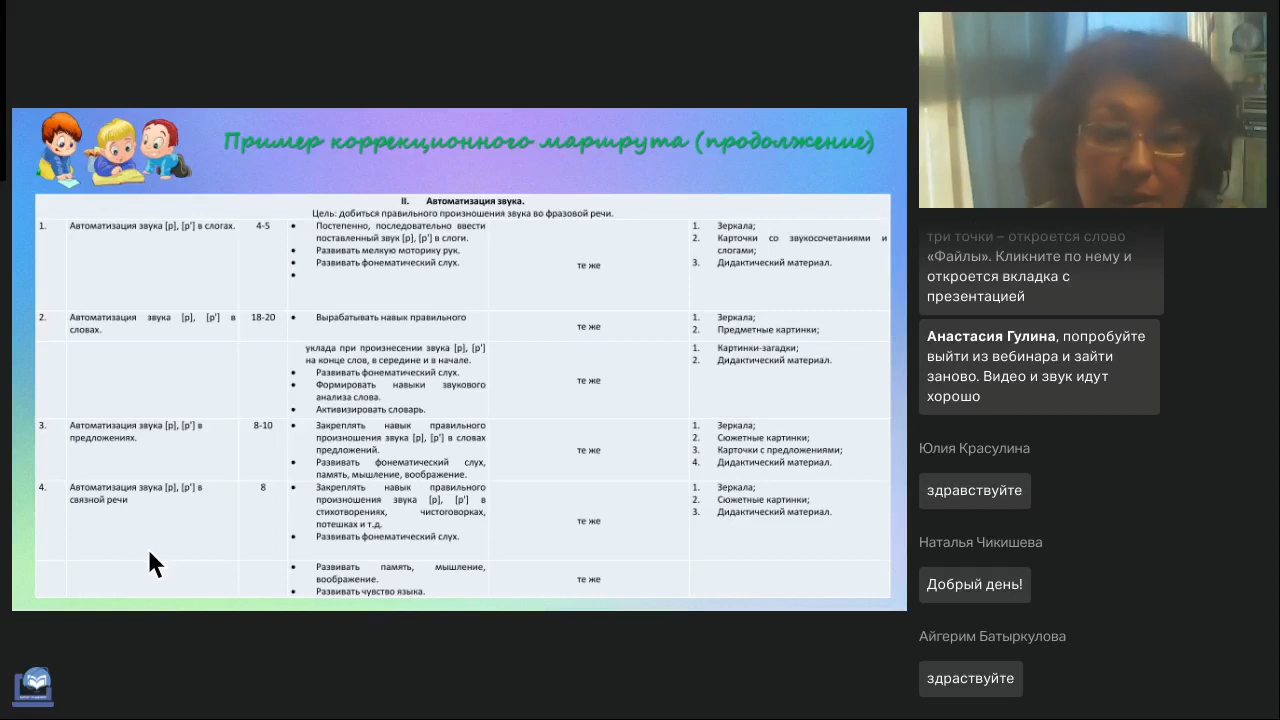 Пример коррекционного маршрута (продолжение)
II. Автоматизация звука.
Цель: добиться правильного произношения звука во фразовой речи.
1.
Автоматизация звука [р], [р'] в слогах.
4-5
• Постепенно, последовательно ввести
поставленный звук [р], [р'] в слоги.
• Развивать мелкую моторику рук.
• Развивать фонематический слух.
•
те же
1. Зеркала;
2. Карточки со звукосочетаниями и
слогами;
3. Дидактический материал.
2.
Автоматизация звука [р], [р'] в
словах.
18-20
• Вырабатывать навык правильного
те же
1. Зеркала;
2. Предметные картинки;
уклада при произнесении звука [р], [р']
на конце слов, в середине и в начале.
• Развивать фонематический слух.
• Формировать навыки звукового
анализа слова.
• Активизировать словарь.
те же
1. Картинки-загадки;
2. Дидактический материал.
3.
Автоматизация звука [р], [р'] в
предложениях.
8-10
• Закреплять навык правильного
произношения звука [р], [р'] в словах
предложений.
• Развивать фонематический слух,
память, мышление, воображение.
те же
1. Зеркала;
2. Сюжетные картинки;
3. Карточки с предложениями;
4. Дидактический материал.
4.
Автоматизация звука [р], [р'] в
связной речи
8
• Закреплять навык правильного
произношения звука [р], [р'] в
стихотворениях, чистоговорках,
потешках и т.д.
• Развивать фонематический слух.
те же
1. Зеркала;
2. Сюжетные картинки;
3. Дидактический материал.
• Развивать память, мышление,
воображение.
• Развивать чувство языка.
те же
три точки – откроется слово
«Файлы». Кликните по нему и
откроется вкладка с
презентацией
Анастасия Гулина, попробуйте
выйти из вебинара и зайти
заново. Видео и звук идут
хорошо
Юлия Красулина
здравствуйте
Наталья Чикишева
Добрый день!
Айгерим Батыркулова
здраствуйте